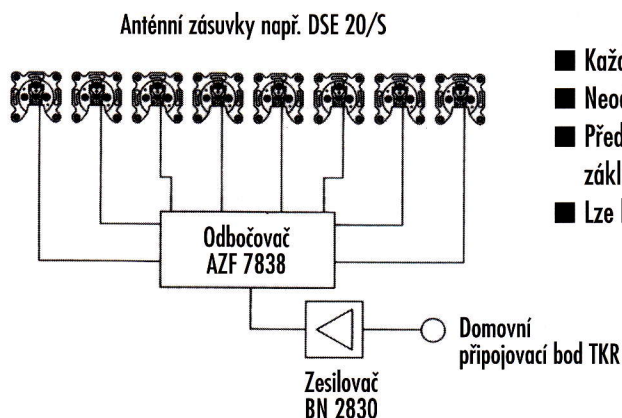 Anténní zásuvky např. DSE 20/S
Odbočovač
AZF 7838
Domovní
připojovací bod TKR
Zesilovač
BN 2830
■ Každ
■ Neod
■ Před
zákl
■ Lze